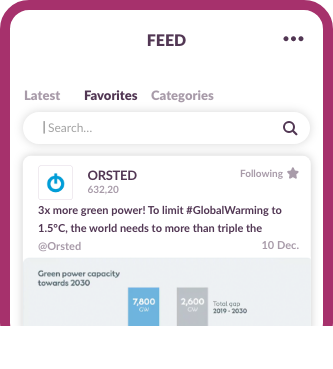 FEED
Latest Favorites Categories
Search...
ORSTED
Following
632,20
3x more green power! To limit #GlobalWarming to
1.5°C, the world needs to more than triple the
@Orsted
10 Dec.
Green power capacity
towards 2030
7,800
GW
2,600
GW
Total gap
2019 - 2030